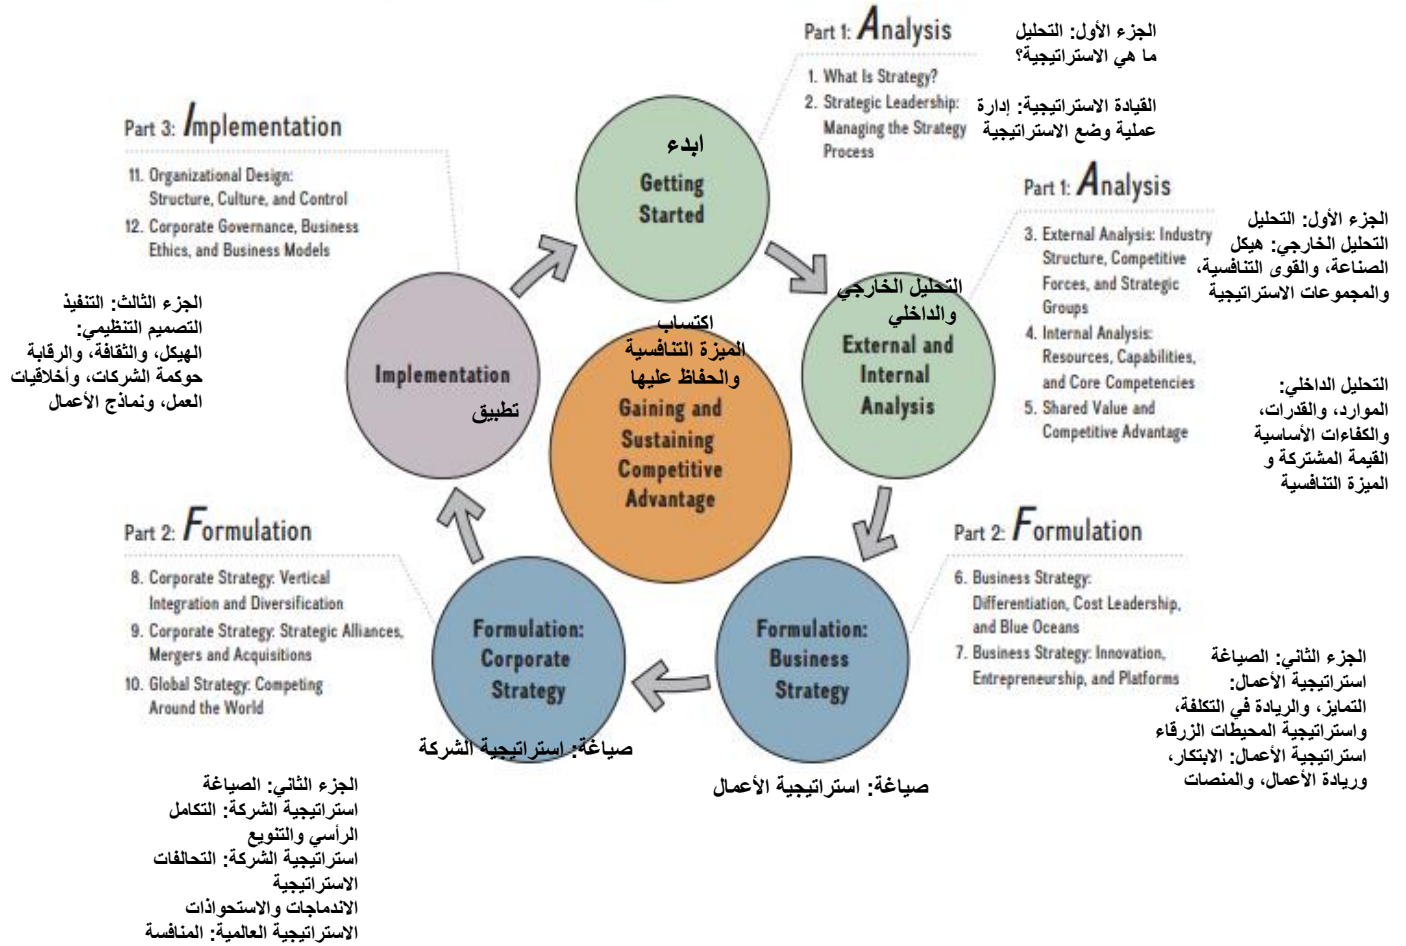 Part 1: Analysis
1. What Is Strategy?
2. Strategic Leadership:
Managing the Strategy
Process
الجزء الأول: التحليل
ما هي الاستراتيجية؟
القيادة الاستراتيجية: إدارة
عملية وضع الاستراتيجية
Part 3: Implementation
11. Organizational Design:
Structure, Culture, and Control
12. Corporate Governance, Business
Ethics, and Business Models
الجزء الثالث: التنفيذ
التصميم التنظيمي:
الهيكل، والثقافة، والرقابة
حوكمة الشركات، وأخلاقيات
العمل، ونماذج الأعمال
ابدء
Getting
Started
Part 1: Analysis
3. External Analysis: Industry
Structure, Competitive
Forces, and Strategic
Groups
4. Internal Analysis:
Resources, Capabilities,
and Core Competencies
5. Shared Value and
Competitive Advantage
الجزء الأول: التحليل
التحليل الخارجي: هيكل
الصناعة، والقوى التنافسية،
والمجموعات الاستراتيجية
التحليل الداخلي:
الموارد، والقدرات،
والكفاءات الأساسية
القيمة المشتركة و
الميزة التنافسية
التحليل الخارجي
والداخلي
External and
Internal
Analysis
اكتساب
الميزة التنافسية
والحفاظ عليها
Gaining and
Sustaining
Competitive
Advantage
Implementation
تطبيق
Part 2: Formulation
8. Corporate Strategy: Vertical
Integration and Diversification
9. Corporate Strategy: Strategic Alliances,
Mergers and Acquisitions
10. Global Strategy: Competing
Around the World
Formulation:
Corporate
Strategy
صياغة: استراتيجية الشركة
Formulation:
Business
Strategy
صياغة: استراتيجية الأعمال
Part 2: Formulation
6. Business Strategy:
Differentiation, Cost Leadership,
and Blue Oceans
7. Business Strategy: Innovation,
Entrepreneurship, and Platforms
الجزء الثاني: الصياغة
استراتيجية الأعمال:
التمايز، والريادة في التكلفة،
واستراتيجية المحيطات الزرقاء
استراتيجية الأعمال: الابتكار،
وريادة الأعمال، والمنصات
الجزء الثاني: الصياغة
استراتيجية الشركة: التكامل
الرأسي والتنويع
استراتيجية الشركة: التحالفات
الاستراتيجية
الاندماجات والاستحواذات
الاستراتيجية العالمية: المنافسة